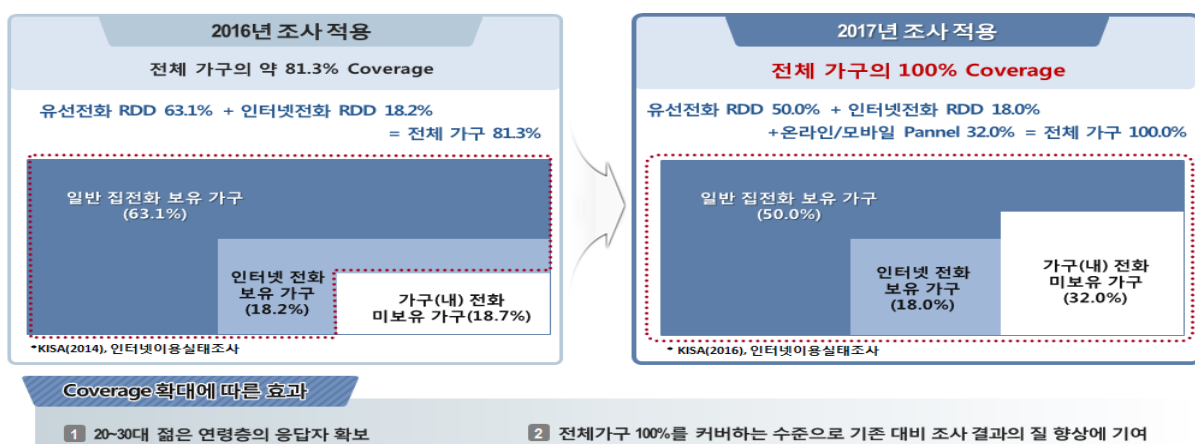 2016년 조사 적용
전체 가구의 약 81.3% Coverage
유선전화 RDD 63.1% + 인터넷전화 RDD 18.2%
= 전체 가구 81.3%
일반 집전화 보유 가구
(63.1%)
인터넷 전화
보유 가구
(18.2%)
가구(내) 전화
미보유 가구(18.7%)
*KISA(2014), 인터넷이용실태조사
2017년 조사 적용
전체 가구의 100% Coverage
유선전화 RDD 50.0% + 인터넷전화 RDD 18.0%
+온라인/모바일 Pannel 32.0% = 전체 가구 100.0%
일반 집전화 보유 가구
(50.0%)
인터넷 전화
보유 가구
(18.0%)
가구(내) 전화
미보유 가구
(32.0%)
* KISA(2016), 인터넷이용실태조사
Coverage 확대에 따른 효과
1 20~30대 젊은 연령층의 응답자 확보
2 전체가구 100%를 커버하는 수준으로 기존 대비 조사 결과의 질 향상에 기여